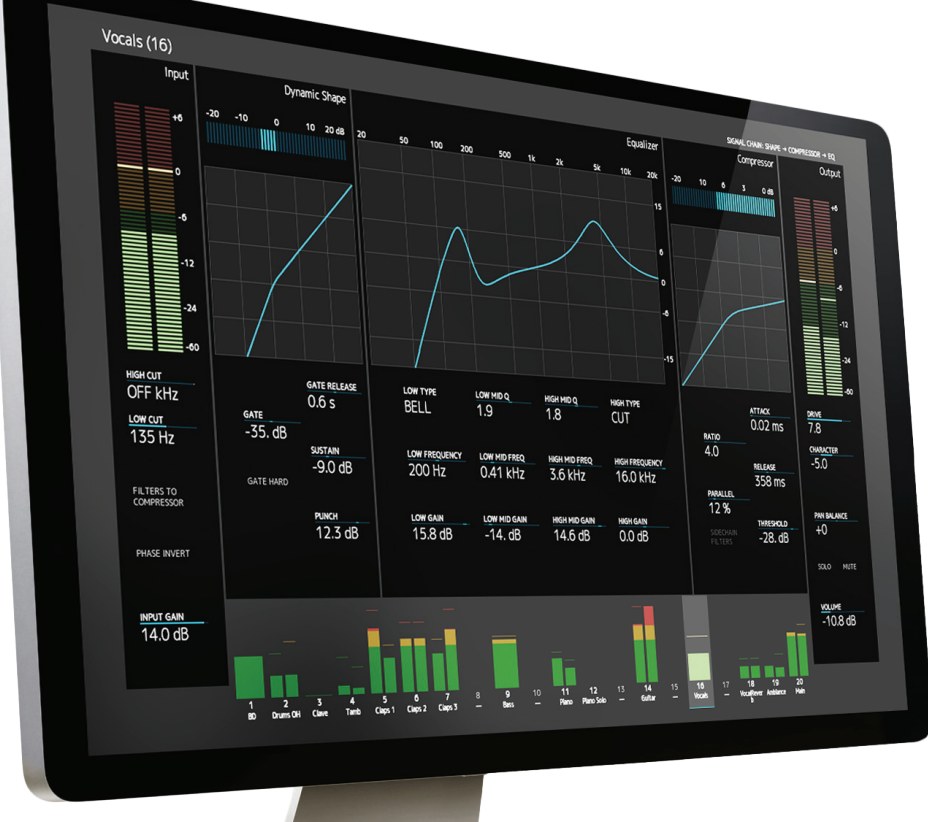 Vocals (16)
Input
+6
0
-6
-12
-24
-60
HIGH CUT
OFF kHz
LOW CUT
135 Hz
FILTERS TO
COMPRESSOR
PHASE INVERT
INPUT GAIN
14.0 dB
Dynamic Shape
-20 -10 0 10 20 dB
GATE RELEASE
0.6 s
GATE
-35. dB
SUSTAIN
-9.0 dB
GATE HARD
PUNCH
12.3 dB
Equalizer
20 50 100 200 500 1k 2k 5k 10k 20k
15
6
0
-6
-15
LOW TYPE
BELL
LOW MID Q
1.9
HIGH MID Q
1.8
HIGH TYPE
CUT
LOW FREQUENCY
200 Hz
LOW MID FREQ
0.41 kHz
HIGH MID FREQ
3.6 kHz
HIGH FREQUENCY
16.0 kHz
LOW GAIN
15.8 dB
LOW MID GAIN
-14. dB
HIGH MID GAIN
14.6 dB
HIGH GAIN
0.0 dB
SIGNAL CHAIN: SHAPE → COMPRESSOR → EQ
Compressor
-20 10 6 3 0 dB
ATTACK
0.02 ms
RATIO
4.0
RELEASE
358 ms
PARALLEL
12 %
SIDECHAIN
FILTERS
THRESHOLD
-28. dB
Output
+6
0
-6
-12
-24
-60
DRIVE
7.8
CHARACTER
-5.0
PAN BALANCE
+0
SOLO MUTE
VOLUME
-10.8 dB
1
BD
2
Drums OH
3
Clave
4
Tamb
5
Claps 1
6
Claps 2
7
Claps 3
8
—
9
Bass
10
—
11
Piano
12
Piano Solo
13
—
14
Guitar
15
—
16
Vocals
17
—
18
VocalRever
b
19
Ambiance
20
Main